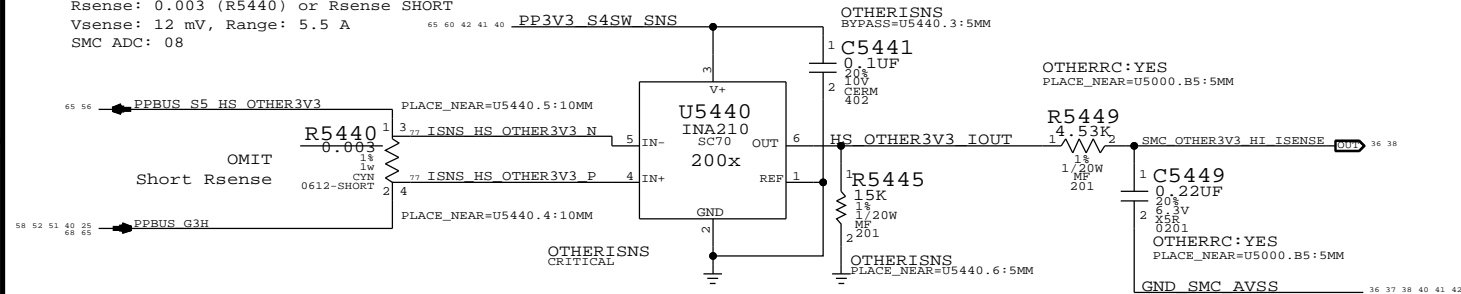 Rsense: 0.003 (R5440) or Rsense SHORT
Vsense: 12 mV, Range: 5.5 A
SMC ADC: 08
65 60 42 41 40 PP3V3_S4SW_SNS
OTHERISNS
BYPASS=U5440.3:5MM
1 C5441
0.1UF
20%
10V
2 CERM
402
OTHERRC:YES
PLACE_NEAR=U5000.B5:5MM
65 56 PPBUS_S5_HS_OTHER3V3
PLACE_NEAR=U5440.5:10MM
3
V+
U5440
INA210
SC70
200x
5 IN-
4 IN+
OUT 6
REF 1
GND
2
R5440
0.003
1%
1W
CYN
0612-SHORT
1 3
2 4
OMIT
Short Rsense
77 ISNS_HS_OTHER3V3_N
77 ISNS_HS_OTHER3V3_P
PLACE_NEAR=U5440.4:10MM
58 52 51 40 25
68 65
PPBUS_G3H
OTHERISNS
CRITICAL
HS_OTHER3V3_IOUT
R5449
1 4.53K 2
1%
1/20W
MF
201
SMC_OTHER3V3_HI_ISENSE OUT 36 38
1 R5445
15K
1%
1/20W
MF
2 201
OTHERISNS
PLACE_NEAR=U5440.6:5MM
1 C5449
0.22UF
20%
2 6.3V
X5R
0201
OTHERRC:YES
PLACE_NEAR=U5000.B5:5MM
GND_SMC_AVSS 36 37 38 40 41 42